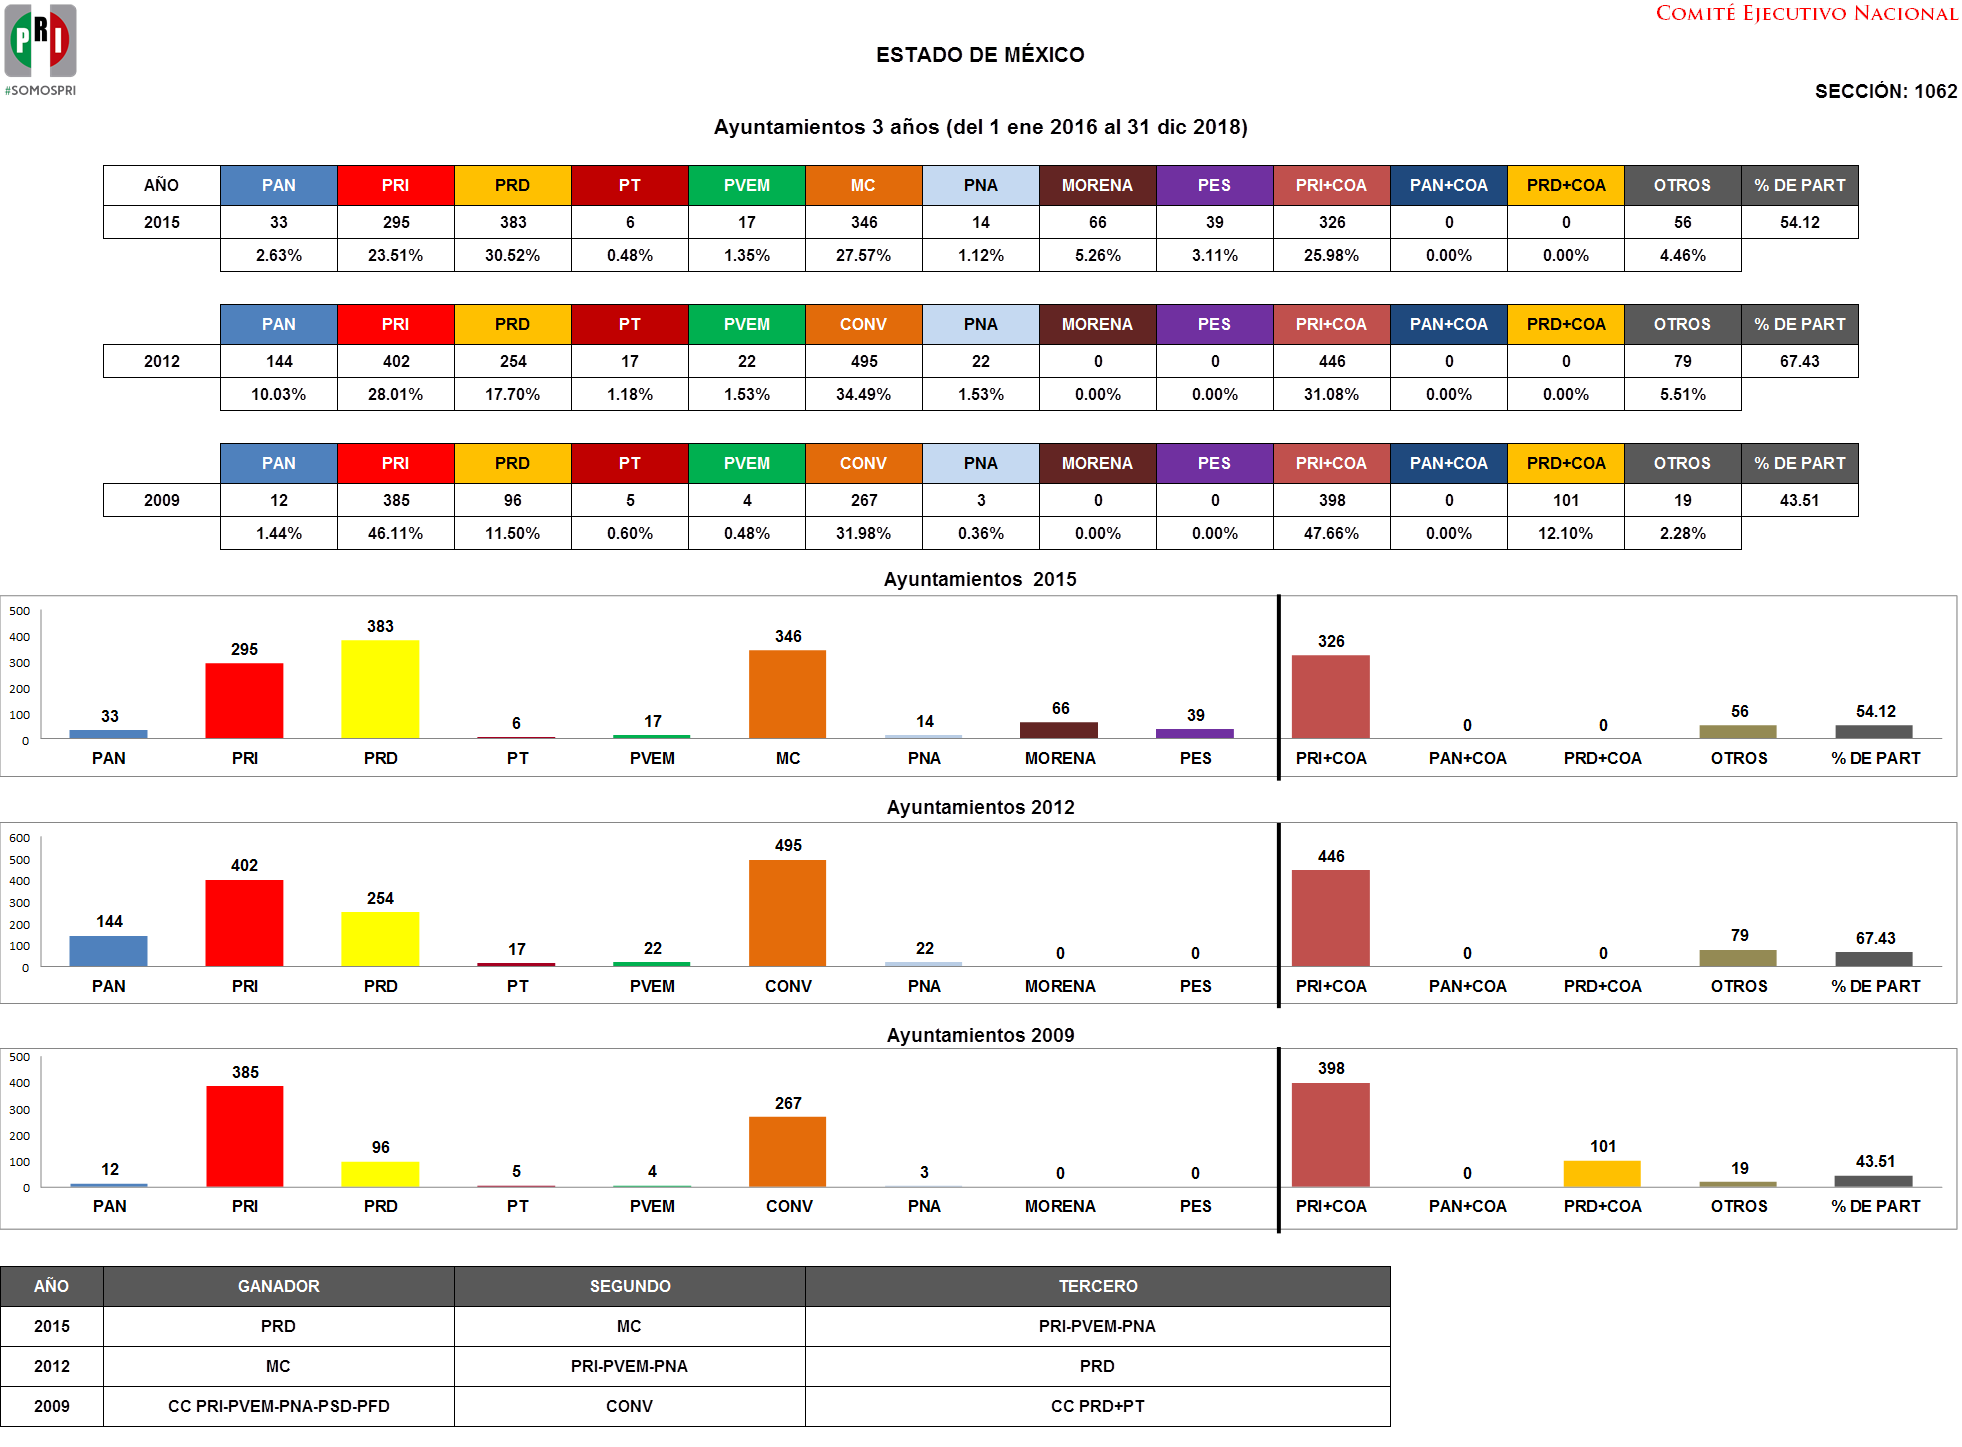 PRI
#SOMOSPRI
COMITÉ EJECUTIVO NACIONAL
ESTADO DE MÉXICO
SECCIÓN: 1062
Ayuntamientos 3 años (del 1 ene 2016 al 31 dic 2018)
AÑO PAN PRI PRD PT PVEM MC PNA MORENA PES PRI+COA PAN+COA PRD+COA OTROS % DE PART
2015 33 295 383 6 17 346 14 66 39 326 0 0 56 54.12
2.63% 23.51% 30.52% 0.48% 1.35% 27.57% 1.12% 5.26% 3.11% 25.98% 0.00% 0.00% 4.46%
PAN PRI PRD PT PVEM CONV PNA MORENA PES PRI+COA PAN+COA PRD+COA OTROS % DE PART
2012 144 402 254 17 22 495 22 0 0 446 0 0 79 67.43
10.03% 28.01% 17.70% 1.18% 1.53% 34.49% 1.53% 0.00% 0.00% 31.08% 0.00% 0.00% 5.51%
PAN PRI PRD PT PVEM CONV PNA MORENA PES PRI+COA PAN+COA PRD+COA OTROS % DE PART
2009 12 385 96 5 4 267 3 0 0 398 0 101 19 43.51
1.44% 46.11% 11.50% 0.60% 0.48% 31.98% 0.36% 0.00% 0.00% 47.66% 0.00% 12.10% 2.28%
Ayuntamientos 2015
500
400
300
200
100
0
33 295 383 6 17 346 14 66 39 326 0 0 56 54.12
PAN PRI PRD PT PVEM MC PNA MORENA PES PRI+COA PAN+COA PRD+COA OTROS % DE PART
Ayuntamientos 2012
600
500
400
300
200
100
0
144 402 254 17 22 495 22 0 0 446 0 0 79 67.43
PAN PRI PRD PT PVEM CONV PNA MORENA PES PRI+COA PAN+COA PRD+COA OTROS % DE PART
Ayuntamientos 2009
500
400
300
200
100
0
12 385 96 5 4 267 3 0 0 398 0 101 19 43.51
PAN PRI PRD PT PVEM CONV PNA MORENA PES PRI+COA PAN+COA PRD+COA OTROS % DE PART
AÑO GANADOR SEGUNDO TERCERO
2015 PRD MC PRI-PVEM-PNA
2012 MC PRI-PVEM-PNA PRD
2009 CC PRI-PVEM-PNA-PSD-PFD CONV CC PRD+PT